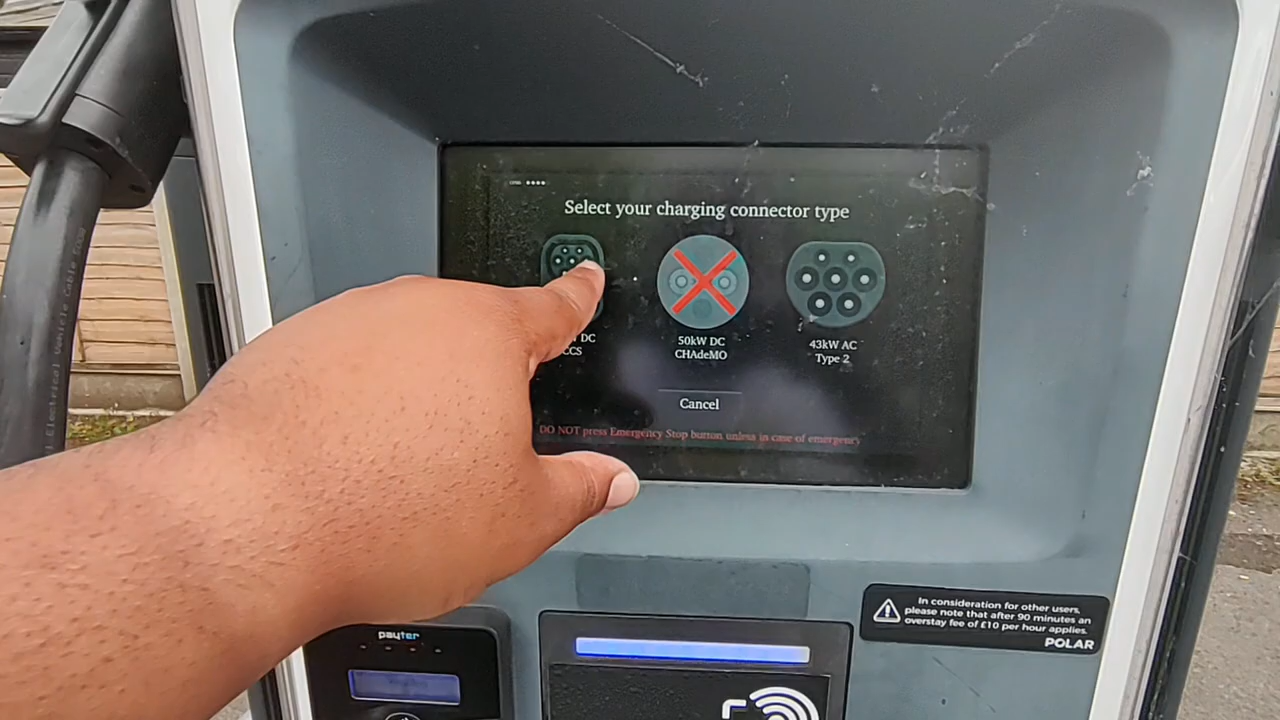 Select your charging connector type
DC
CCS
50kW DC
CHAdeMO
43kW AC
Type 2
Cancel
DO NOT press Emergency Stop button unless in case of emergency
payter
In consideration for other users,
please note that after 90 minutes an
overstay fee of £10 per hour applies.
POLAR